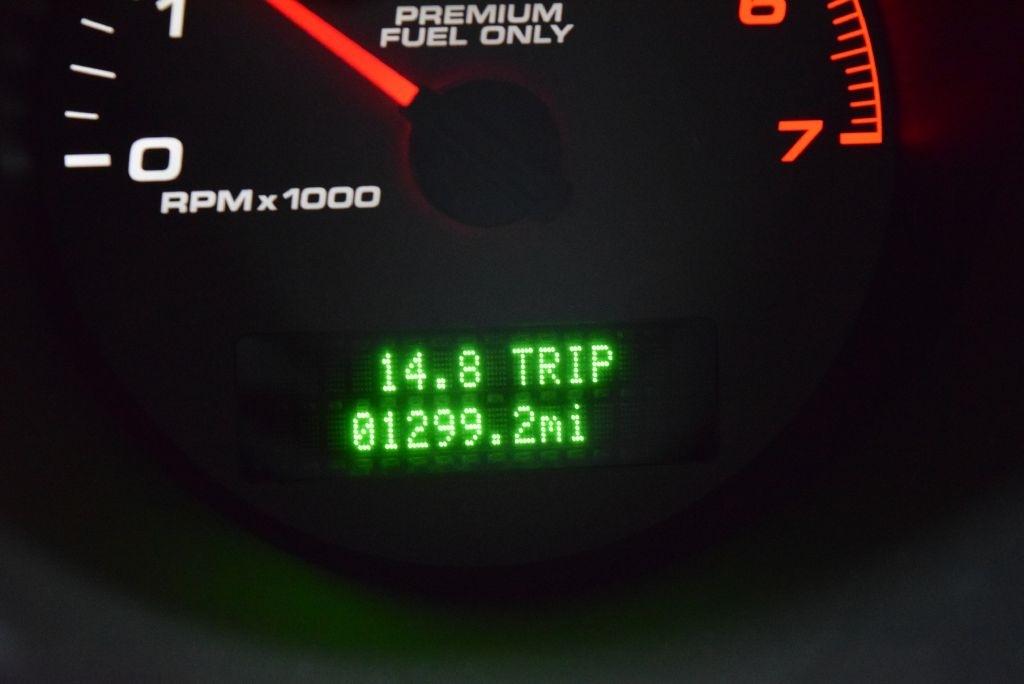 1
PREMIUM
FUEL ONLY
6
7
0
RPM x 1000
14.8 TRIP
01299.2mi